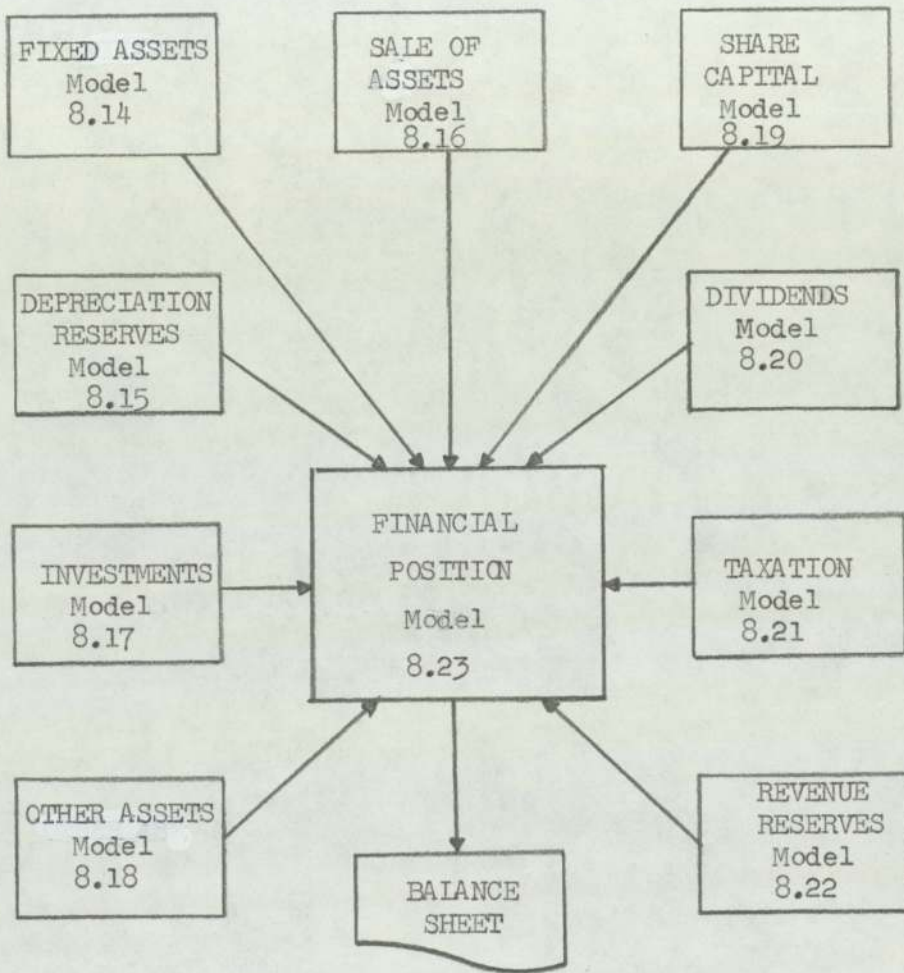 FIXED ASSETS
Model
8.14
SALE OF
ASSETS
Model
8.16
SHARE
CAPITAL
Model
8.19
DEPRECIATION
RESERVES
Model
8.15
DIVIDENDS
Model
8.20
FINANCIAL
POSITION
Model
8.23
INVESTMENTS
Model
8.17
TAXATION
Model
8.21
OTHER ASSETS
Model
8.18
REVENUE
RESERVES
Model
8.22
BALANCE
SHEET